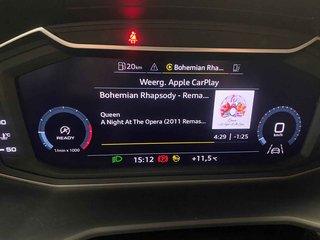 20km
Bohemian Rha...
Weerg. Apple CarPlay
Bohemian Rhapsody - Rema...
Queen
A Night At The Opera (2011 Remas...
4:29 | -1:25
READY
1/min x 1000
0
50
15:12
+11,5°C